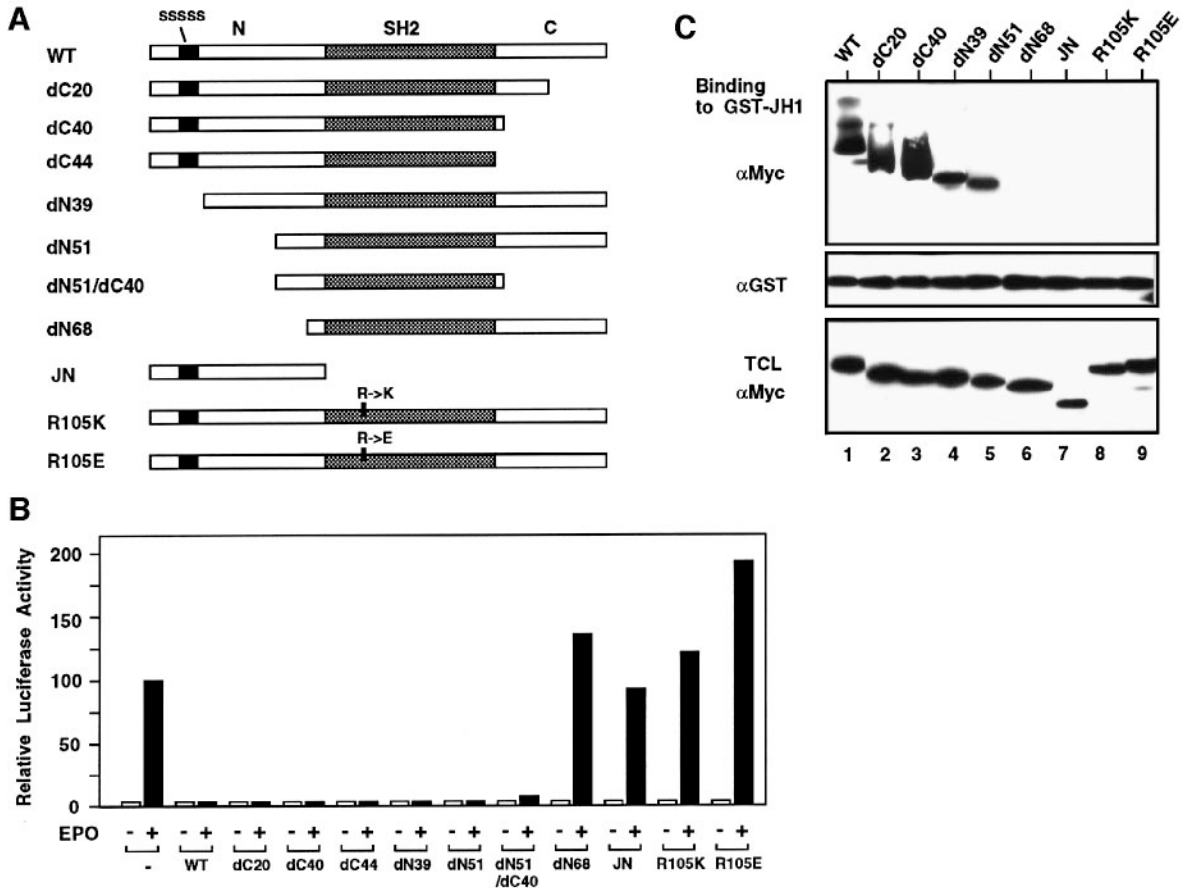 A
SSSSS
N SH2 C
WT
dC20
dC40
dC44
dN39
dN51
dN51/dC40
dN68
JN
R->K
R105K
R->E
R105E
B
Relative Luciferase Activity
200
150
100
50
0
EPO - + - + - + - + - + - + - + - + - + - + - + - +
- WT dC20 dC40 dC44 dN39 dN51 dN51 dN68 JN R105K R105E
/dC40
C
WT dC20 dC40 dN39 dN51 dN68 JN R105K R105E
Binding
to GST-JH1
αMyc
αGST
TCL
αMyc
1 2 3 4 5 6 7 8 9